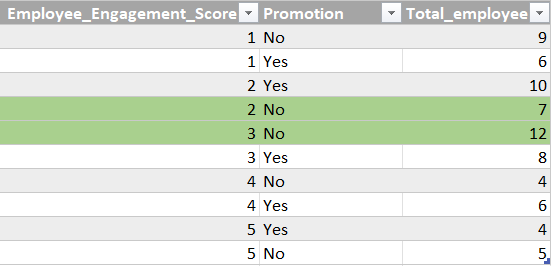 Employee_Engagement_Score Promotion Total_employee
1 No 9
1 Yes 6
2 Yes 10
2 No 7
3 No 12
3 Yes 8
4 No 4
4 Yes 6
5 Yes 4
5 No 5